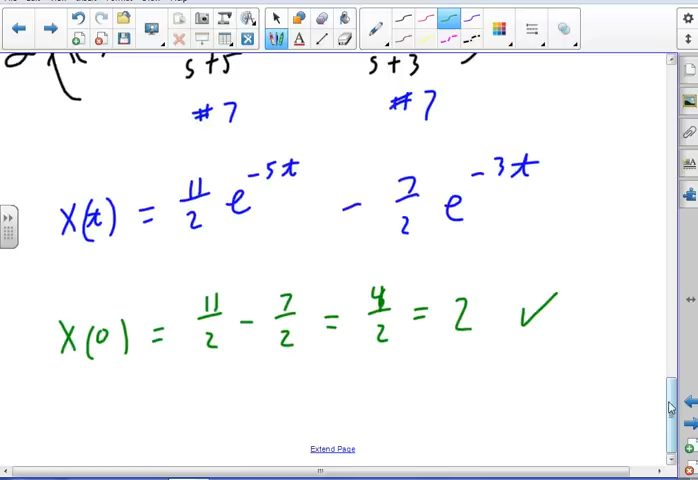 s+5 s+3
#7 #7
x(t) = 11/2 e^-5t - 7/2 e^-3t
x(0) = 11/2 - 7/2 = 4/2 = 2 ✓
Extend Page